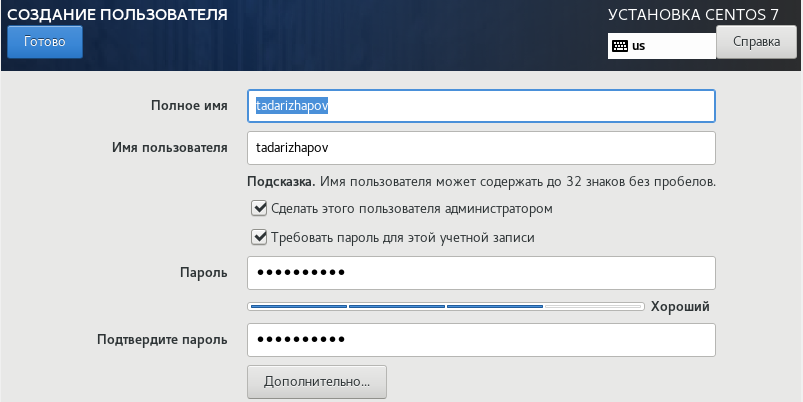 СОЗДАНИЕ ПОЛЬЗОВАТЕЛЯ
УСТАНОВКА CENTOS 7
Готово
us
Справка
Полное имя
tadarizhapov
Имя пользователя
tadarizhapov
Подсказка. Имя пользователя может содержать до 32 знаков без пробелов.
Сделать этого пользователя администратором
Требовать пароль для этой учетной записи
Пароль
●●●●●●●●●●
Хороший
Подтвердите пароль
●●●●●●●●●●
Дополнительно...